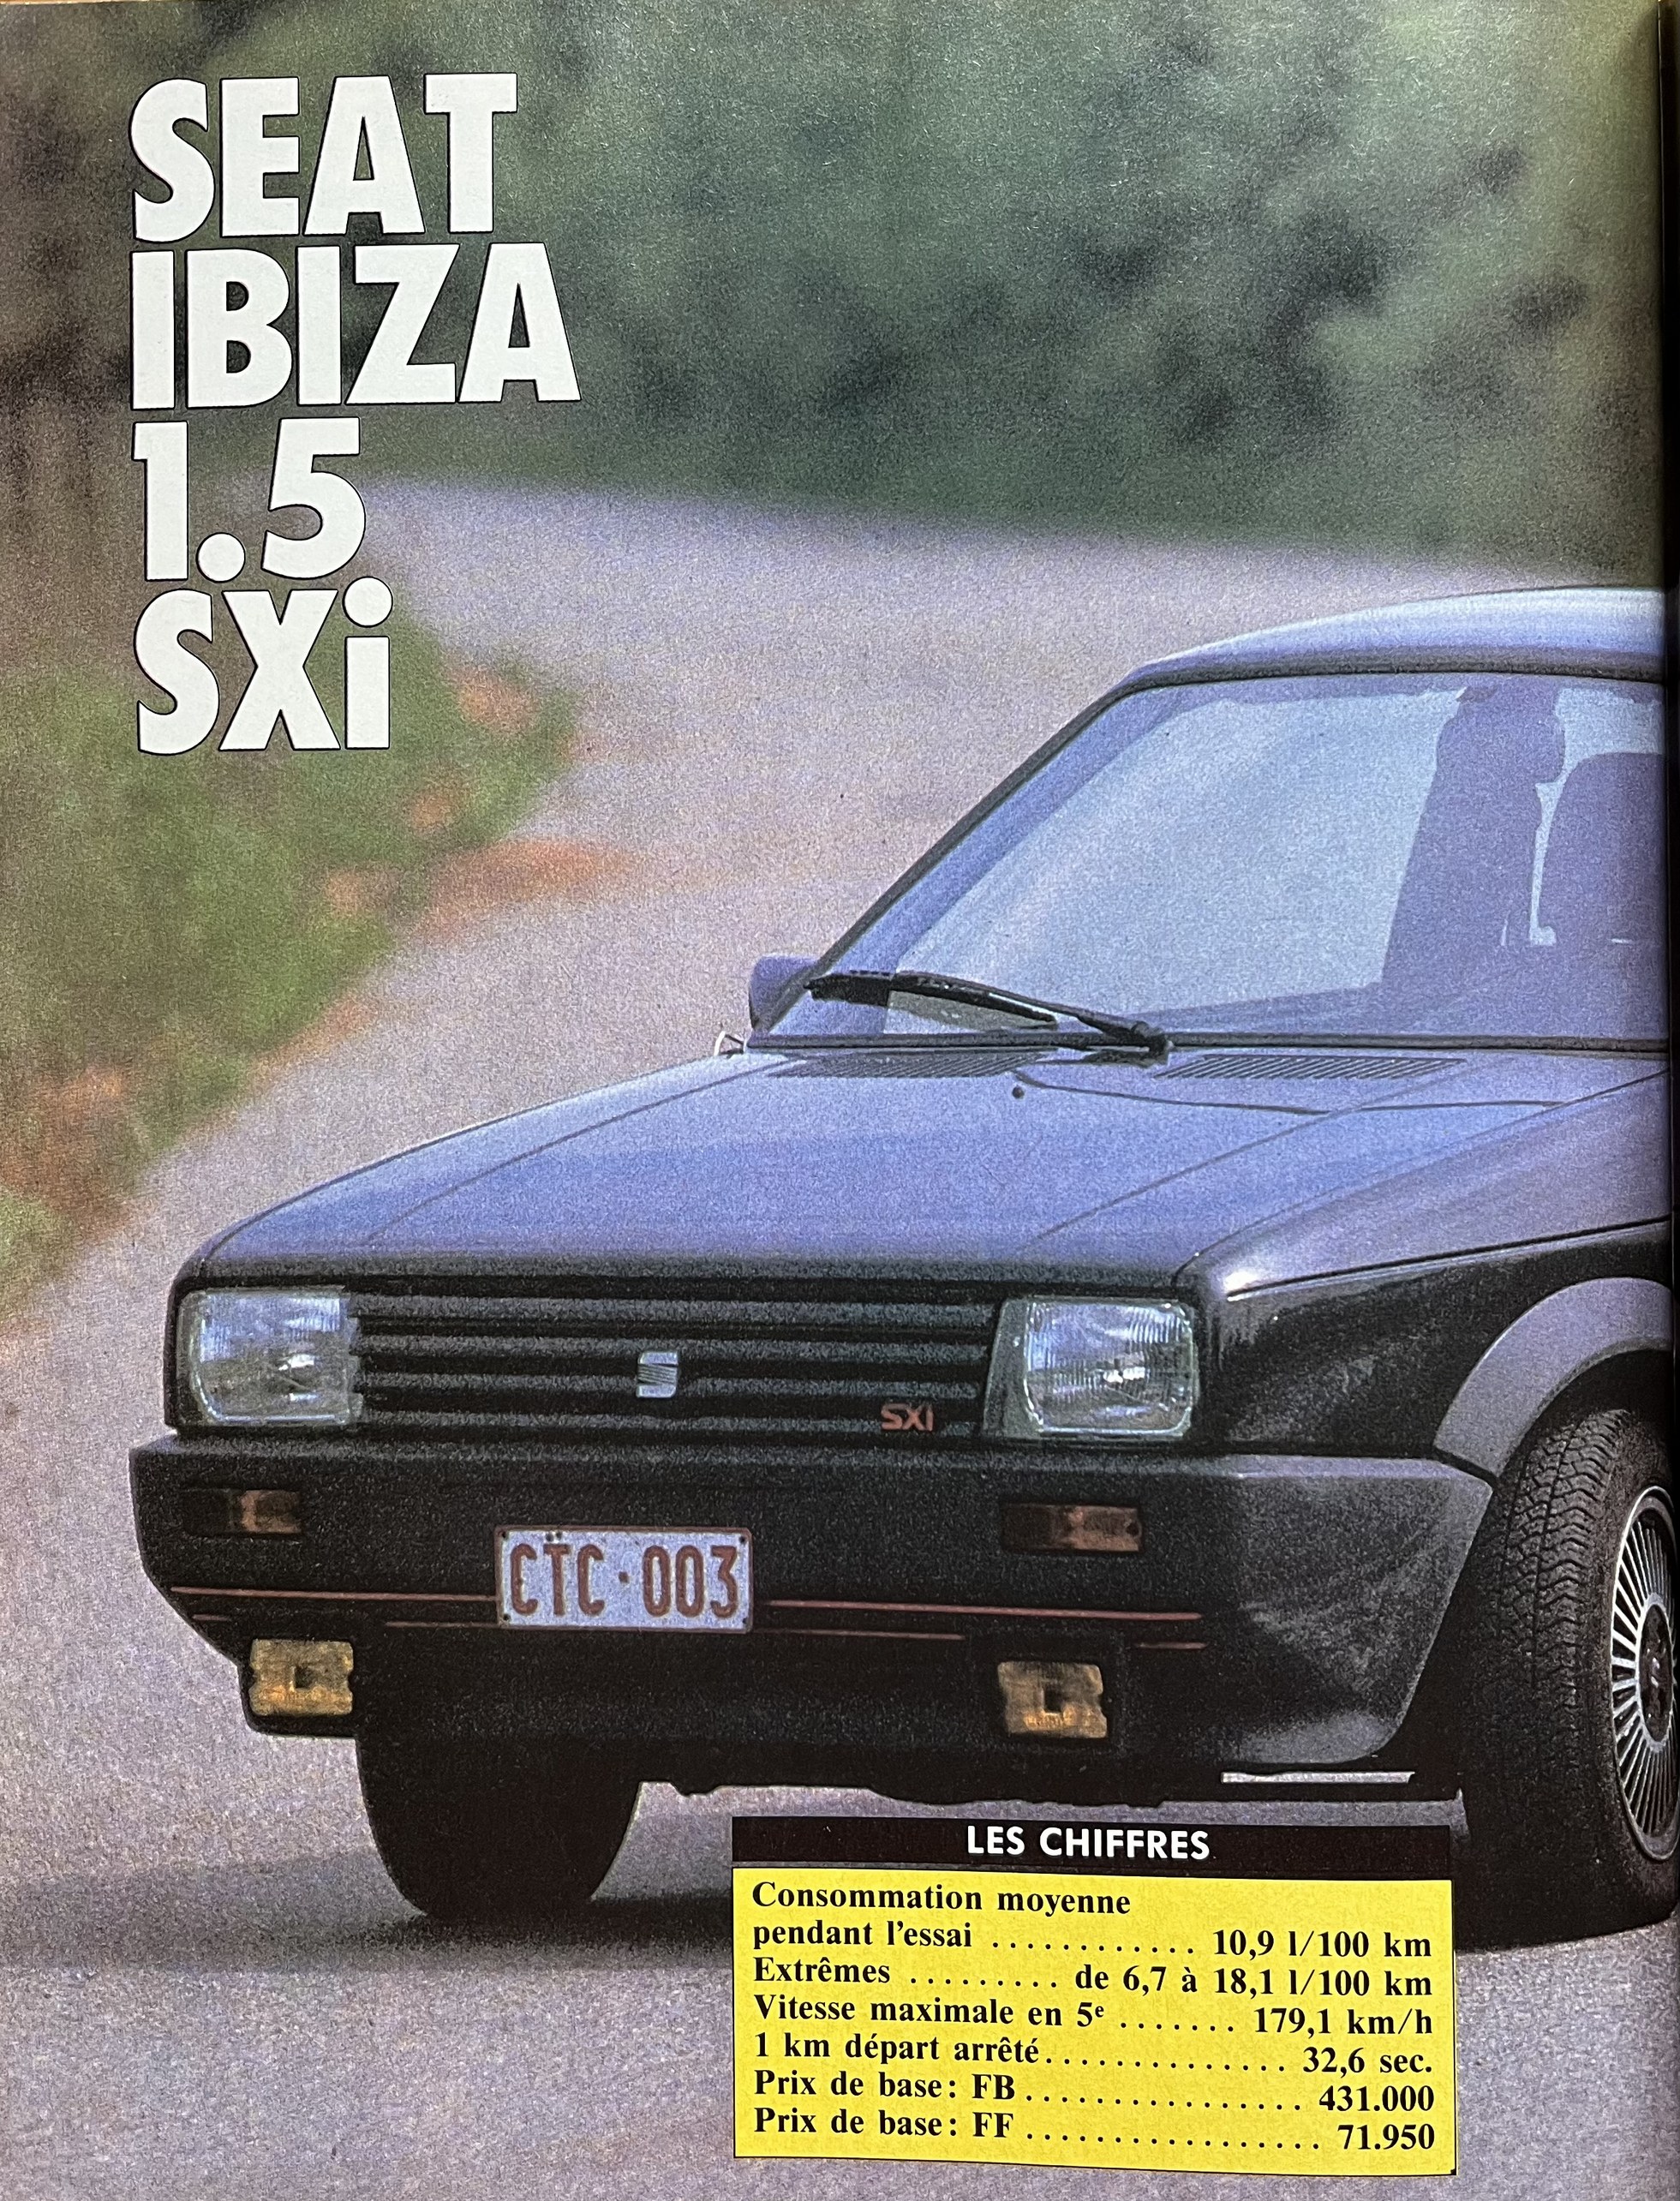 SEAT
IBIZA
1.5
SXi
SXi
CTC·003
LES CHIFFRES
Consommation moyenne
pendant l'essai ............ 10,9 l/100 km
Extrêmes ......... de 6,7 à 18,1 l/100 km
Vitesse maximale en 5e ....... 179,1 km/h
1 km départ arrêté.............. 32,6 sec.
Prix de base: FB ................ 431.000
Prix de base: FF ................. 71.950